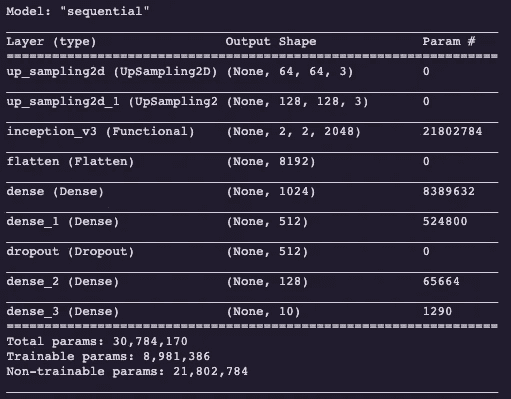 Model: "sequential"
Layer (type) Output Shape Param #
up_sampling2d (UpSampling2D) (None, 64, 64, 3) 0
up_sampling2d_1 (UpSampling2 (None, 128, 128, 3) 0
inception_v3 (Functional) (None, 2, 2, 2048) 21802784
flatten (Flatten) (None, 8192) 0
dense (Dense) (None, 1024) 8389632
dense_1 (Dense) (None, 512) 524800
dropout (Dropout) (None, 512) 0
dense_2 (Dense) (None, 128) 65664
dense_3 (Dense) (None, 10) 1290
Total params: 30,784,170
Trainable params: 8,981,386
Non-trainable params: 21,802,784